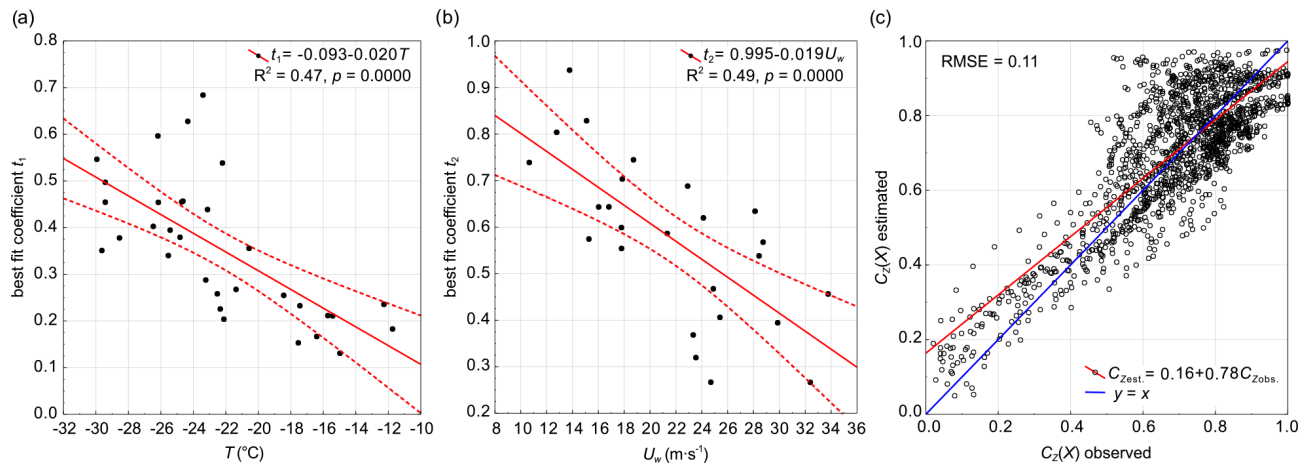 (a)
t₁= -0.093-0.020T
R² = 0.47, p = 0.0000
best fit coefficient t₁
0.8
0.7
0.6
0.5
0.4
0.3
0.2
0.1
0.0
-32 -30 -28 -26 -24 -22 -20 -18 -16 -14 -12 -10
T (°C)
(b)
t₂= 0.995-0.019U_w
R² = 0.49, p = 0.0000
best fit coefficient t₂
1.0
0.9
0.8
0.7
0.6
0.5
0.4
0.3
0.2
8 10 12 14 16 18 20 22 24 26 28 30 32 34 36
U_w (m·s⁻¹)
(c)
RMSE = 0.11
C_Z(X) estimated
1.0
0.8
0.6
0.4
0.2
0.0
C_Zest.= 0.16+0.78C_Zobs.
y = x
0.0 0.2 0.4 0.6 0.8 1.0
C_Z(X) observed